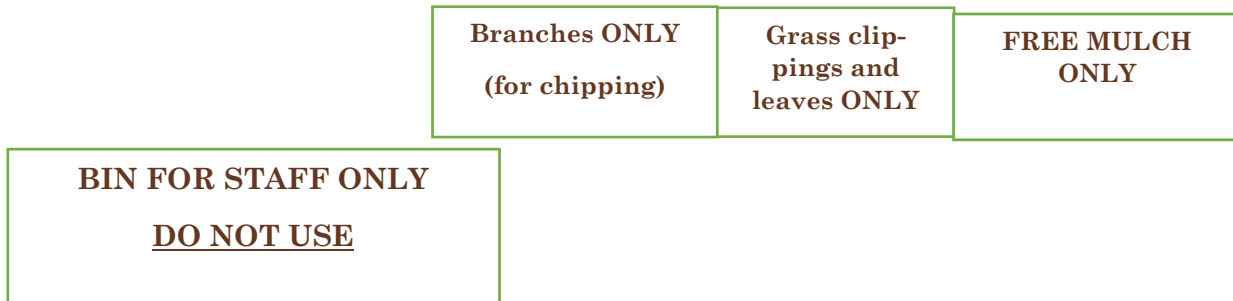 Branches ONLY
(for chipping)
Grass clip-
pings and
leaves ONLY
FREE MULCH
ONLY
BIN FOR STAFF ONLY
DO NOT USE